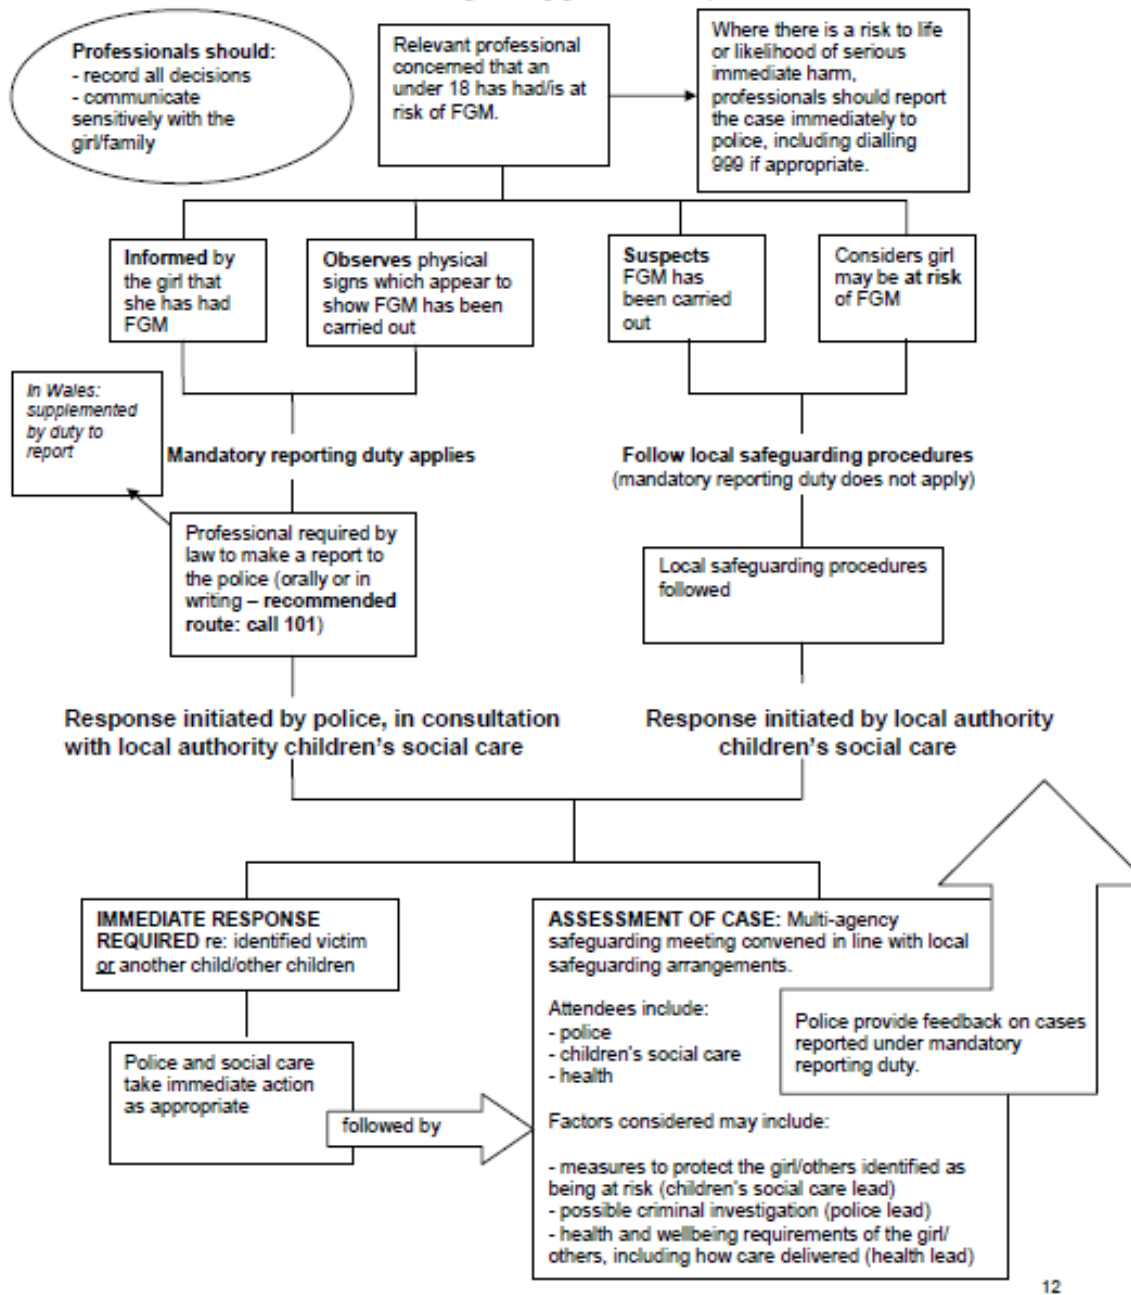 Professionals should:
- record all decisions
- communicate
sensitively with the
girl/family
Relevant professional
concerned that an
under 18 has had/is at
risk of FGM.
Where there is a risk to life
or likelihood of serious
immediate harm,
professionals should report
the case immediately to
police, including dialling
999 if appropriate.
Informed by
the girl that
she has had
FGM
Observes physical
signs which appear to
show FGM has been
carried out
Suspects
FGM has
been carried
out
Considers girl
may be at risk
of FGM
In Wales:
supplemented
by duty to
report
Mandatory reporting duty applies
Follow local safeguarding procedures
(mandatory reporting duty does not apply)
Professional required by
law to make a report to
the police (orally or in
writing – recommended
route: call 101)
Local safeguarding procedures
followed
Response initiated by police, in consultation
with local authority children's social care
Response initiated by local authority
children's social care
IMMEDIATE RESPONSE
REQUIRED re: identified victim
or another child/other children
Police and social care
take immediate action
as appropriate
followed by
ASSESSMENT OF CASE: Multi-agency
safeguarding meeting convened in line with local
safeguarding arrangements.
Attendees include:
- police
- children's social care
- health
Factors considered may include:
- measures to protect the girl/others identified as
being at risk (children's social care lead)
- possible criminal investigation (police lead)
- health and wellbeing requirements of the girl/
others, including how care delivered (health lead)
Police provide feedback on cases
reported under mandatory
reporting duty.
12